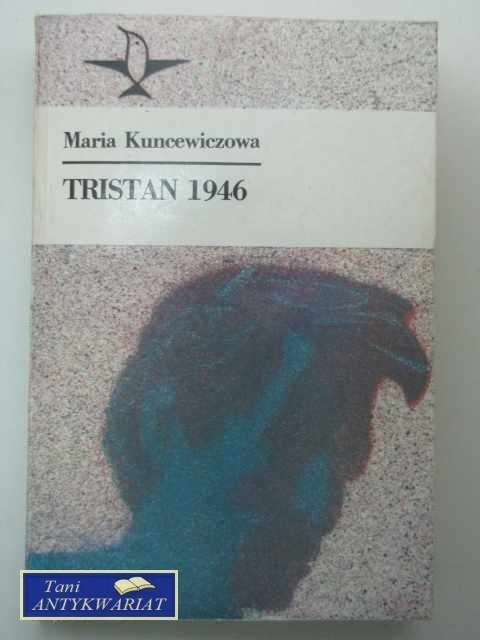 Maria Kuncewiczowa
TRISTAN 1946
Tani
ANTYKWARIAT